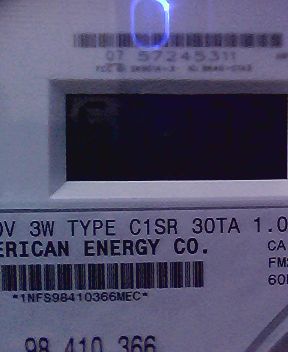 07 57245311
0V 3W TYPE C1SR 30TA 1.0
ERICAN ENERGY CO.
CA
FM
60
*1NFS98410366MEC*
98 410 366